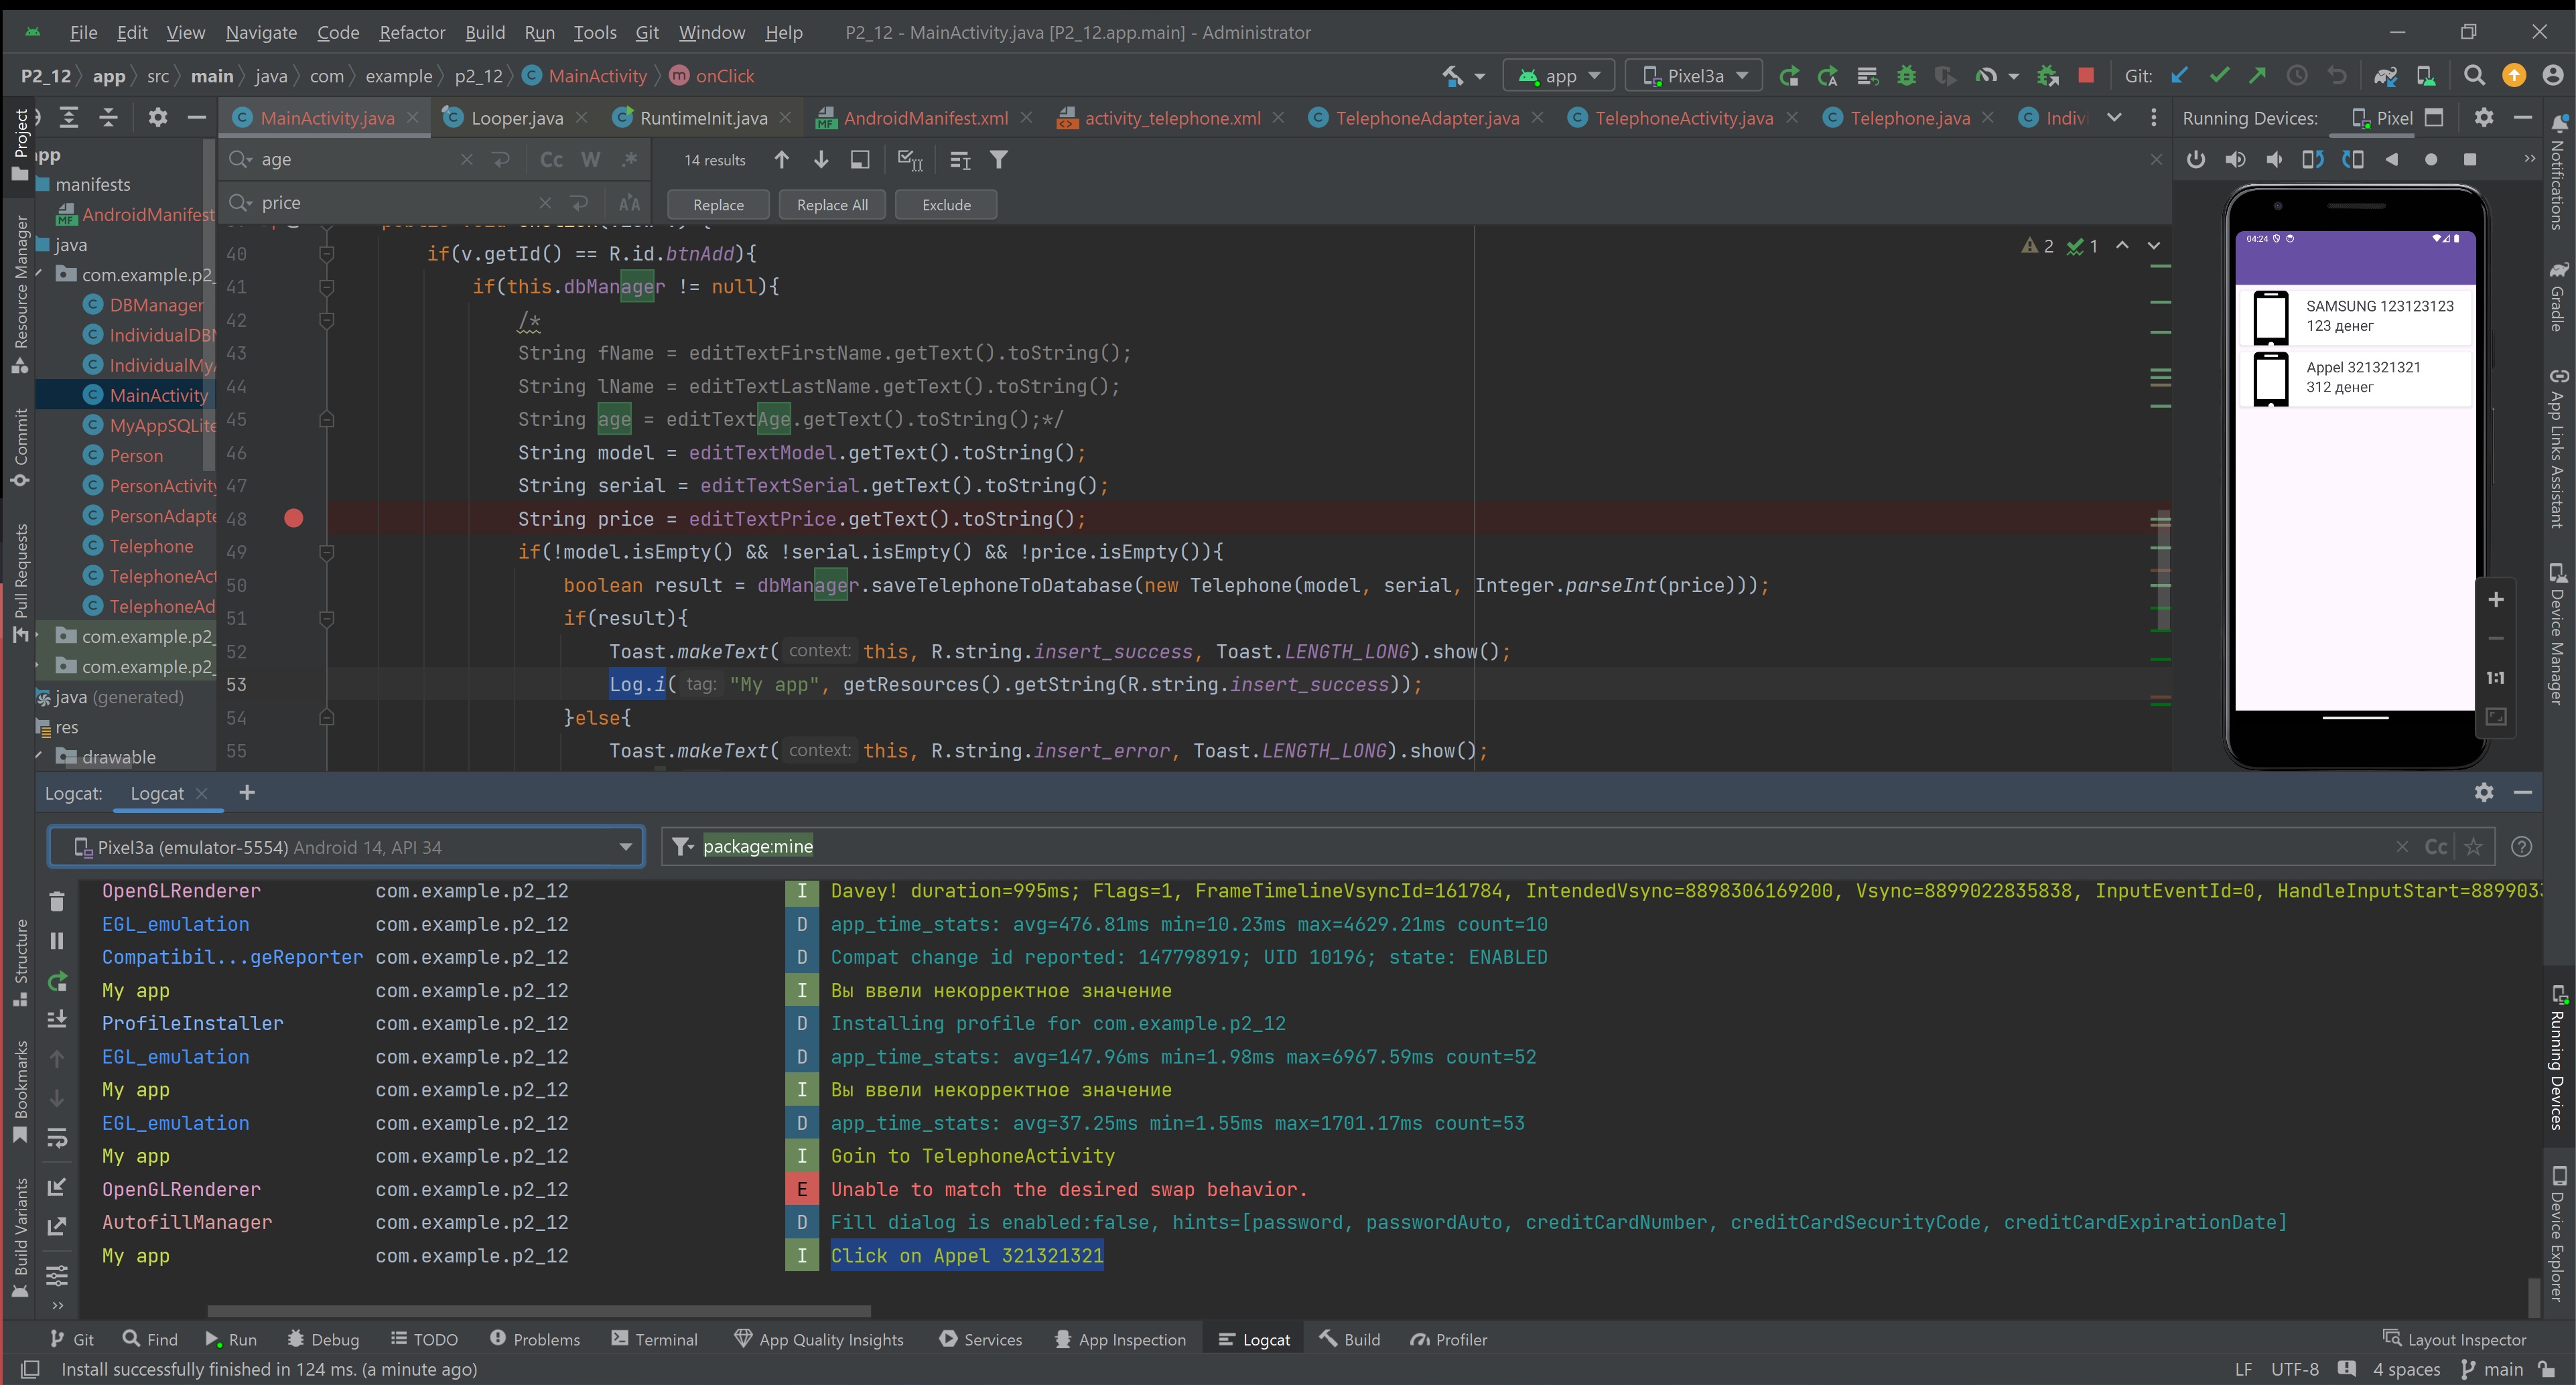 File Edit View Navigate Code Refactor Build Run Tools Git Window Help P2_12 - MainActivity.java [P2_12.app.main] - Administrator
P2_12 app src main java com example p2_12 MainActivity onClick app Pixel3a Git:
MainActivity.java Looper.java RuntimeInit.java AndroidManifest.xml activity_telephone.xml TelephoneAdapter.java TelephoneActivity.java Telephone.java Indivi Running Devices: Pixel
age Cc W .* 14 results
price Replace Replace All Exclude
Project
Resource Manager
Commit
Pull Requests
Structure
Bookmarks
Build Variants
app
manifests
AndroidManifest
java
com.example.p2_
DBManager
IndividualDBM
IndividualMyA
MainActivity
MyAppSQLite
Person
PersonActivity
PersonAdapte
Telephone
TelephoneAct
TelephoneAd
com.example.p2_
com.example.p2_
java (generated)
res
drawable
2 1
40 if(v.getId() == R.id.btnAdd){
41 if(this.dbManager != null){
42 /*
43 String fName = editTextFirstName.getText().toString();
44 String lName = editTextLastName.getText().toString();
45 String age = editTextAge.getText().toString();*/
46 String model = editTextModel.getText().toString();
47 String serial = editTextSerial.getText().toString();
48 String price = editTextPrice.getText().toString();
49 if(!model.isEmpty() && !serial.isEmpty() && !price.isEmpty()){
50 boolean result = dbManager.saveTelephoneToDatabase(new Telephone(model, serial, Integer.parseInt(price)));
51 if(result){
52 Toast.makeText( context: this, R.string.insert_success, Toast.LENGTH_LONG).show();
53 Log.i( tag: "My app", getResources().getString(R.string.insert_success));
54 }else{
55 Toast.makeText( context: this, R.string.insert_error, Toast.LENGTH_LONG).show();
04:24
SAMSUNG 123123123
123 денег
Appel 321321321
312 денег
1:1
Notifications
Gradle
App Links Assistant
Device Manager
Running Devices
Device Explorer
Logcat: Logcat
Pixel3a (emulator-5554) Android 14, API 34 package:mine Cc
OpenGLRenderer com.example.p2_12 I Davey! duration=995ms; Flags=1, FrameTimelineVsyncId=161784, IntendedVsync=8898306169200, Vsync=8899022835838, InputEventId=0, HandleInputStart=889903
EGL_emulation com.example.p2_12 D app_time_stats: avg=476.81ms min=10.23ms max=4629.21ms count=10
Compatibil...geReporter com.example.p2_12 D Compat change id reported: 147798919; UID 10196; state: ENABLED
My app com.example.p2_12 I Вы ввели некорректное значение
ProfileInstaller com.example.p2_12 D Installing profile for com.example.p2_12
EGL_emulation com.example.p2_12 D app_time_stats: avg=147.96ms min=1.98ms max=6967.59ms count=52
My app com.example.p2_12 I Вы ввели некорректное значение
EGL_emulation com.example.p2_12 D app_time_stats: avg=37.25ms min=1.55ms max=1701.17ms count=53
My app com.example.p2_12 I Goin to TelephoneActivity
OpenGLRenderer com.example.p2_12 E Unable to match the desired swap behavior.
AutofillManager com.example.p2_12 D Fill dialog is enabled:false, hints=[password, passwordAuto, creditCardNumber, creditCardSecurityCode, creditCardExpirationDate]
My app com.example.p2_12 I Click on Appel 321321321
Git Find Run Debug TODO Problems Terminal App Quality Insights Services App Inspection Logcat Build Profiler Layout Inspector
Install successfully finished in 124 ms. (a minute ago) LF UTF-8 4 spaces main